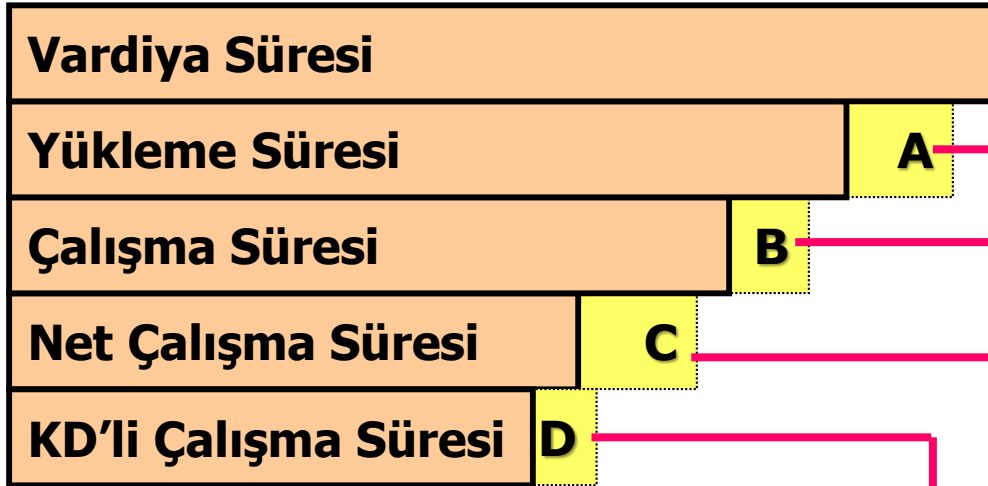 Vardiya Süresi
Yükleme Süresi A
Çalışma Süresi B
Net Çalışma Süresi C
KD’li Çalışma Süresi D